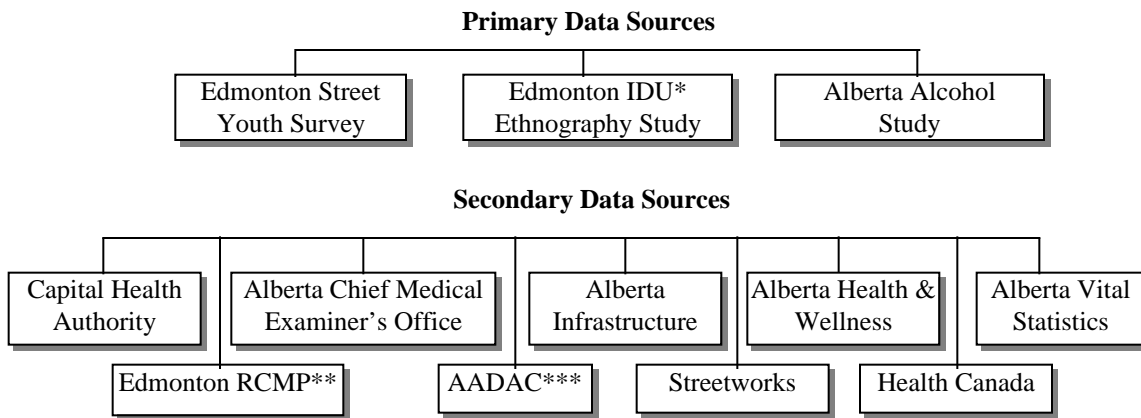 Primary Data Sources
Edmonton Street
Youth Survey
Edmonton IDU*
Ethnography Study
Alberta Alcohol
Study
Secondary Data Sources
Capital Health
Authority
Alberta Chief Medical
Examiner's Office
Alberta
Infrastructure
Alberta Health &
Wellness
Alberta Vital
Statistics
Edmonton RCMP**
AADAC***
Streetworks
Health Canada